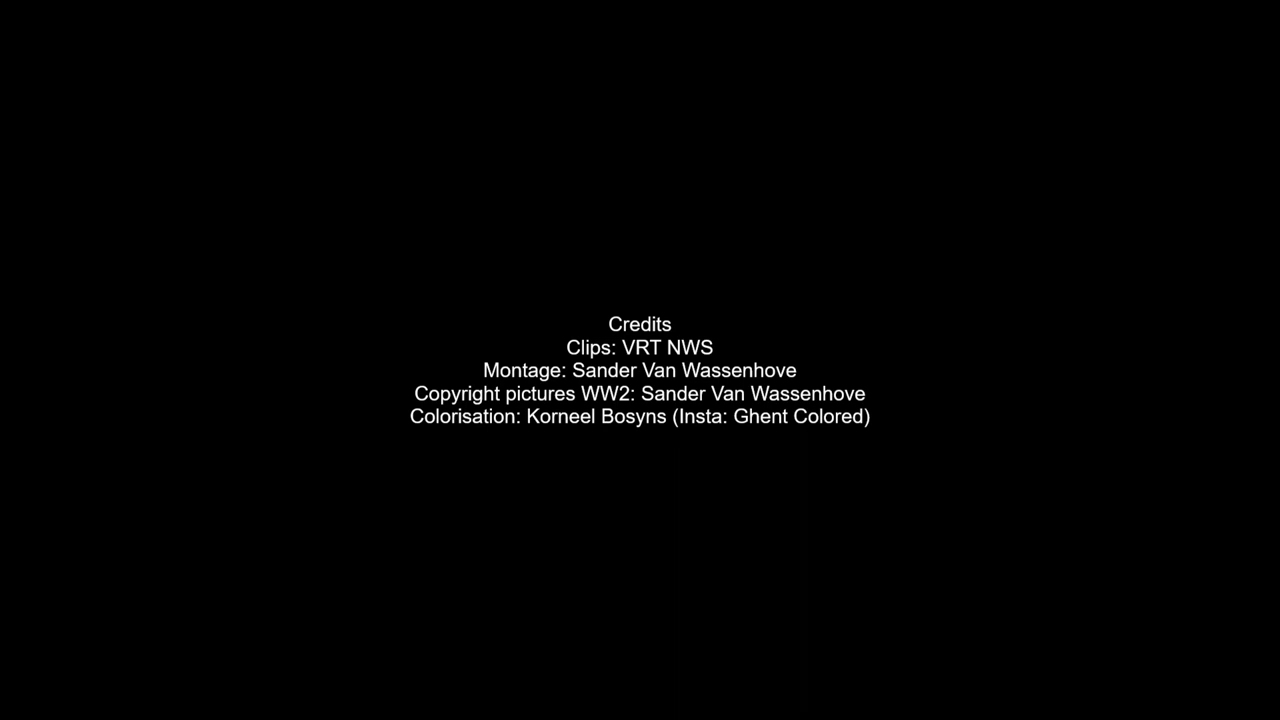 Credits
Clips: VRT NWS
Montage: Sander Van Wassenhove
Copyright pictures WW2: Sander Van Wassenhove
Colorisation: Korneel Bosyns (Insta: Ghent Colored)